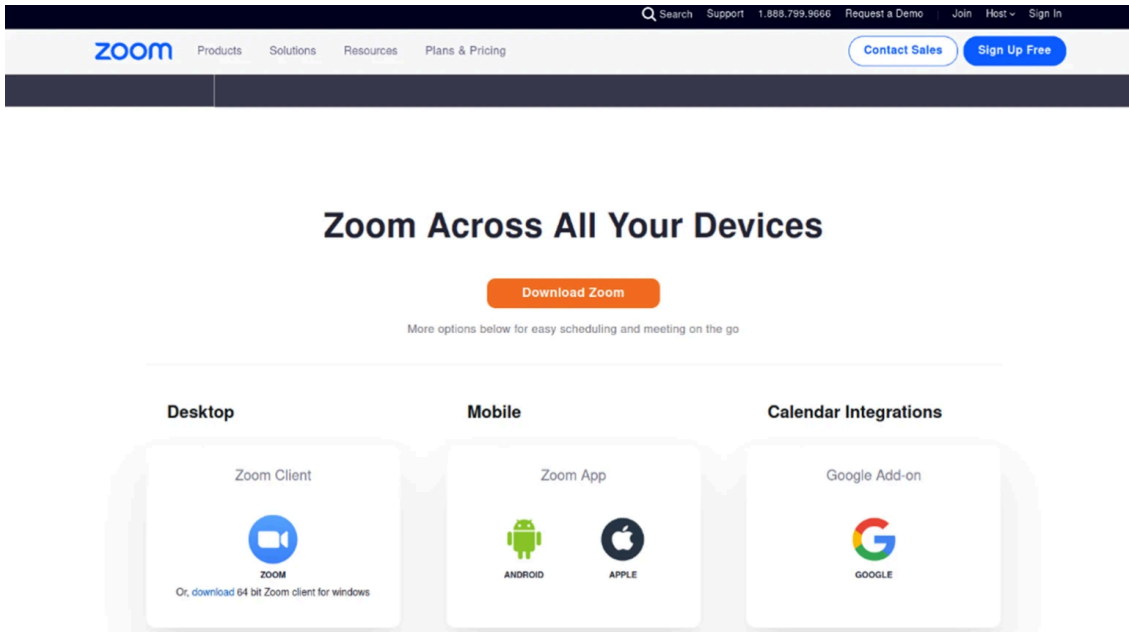 Search Support 1.888.799.9666 Request a Demo Join Host Sign In
zoom Products Solutions Resources Plans & Pricing Contact Sales Sign Up Free
Zoom Across All Your Devices
Download Zoom
More options below for easy scheduling and meeting on the go
Desktop Mobile Calendar Integrations
Zoom Client Zoom App Google Add-on
ZOOM ANDROID APPLE GOOGLE
Or, download 64 bit Zoom client for windows